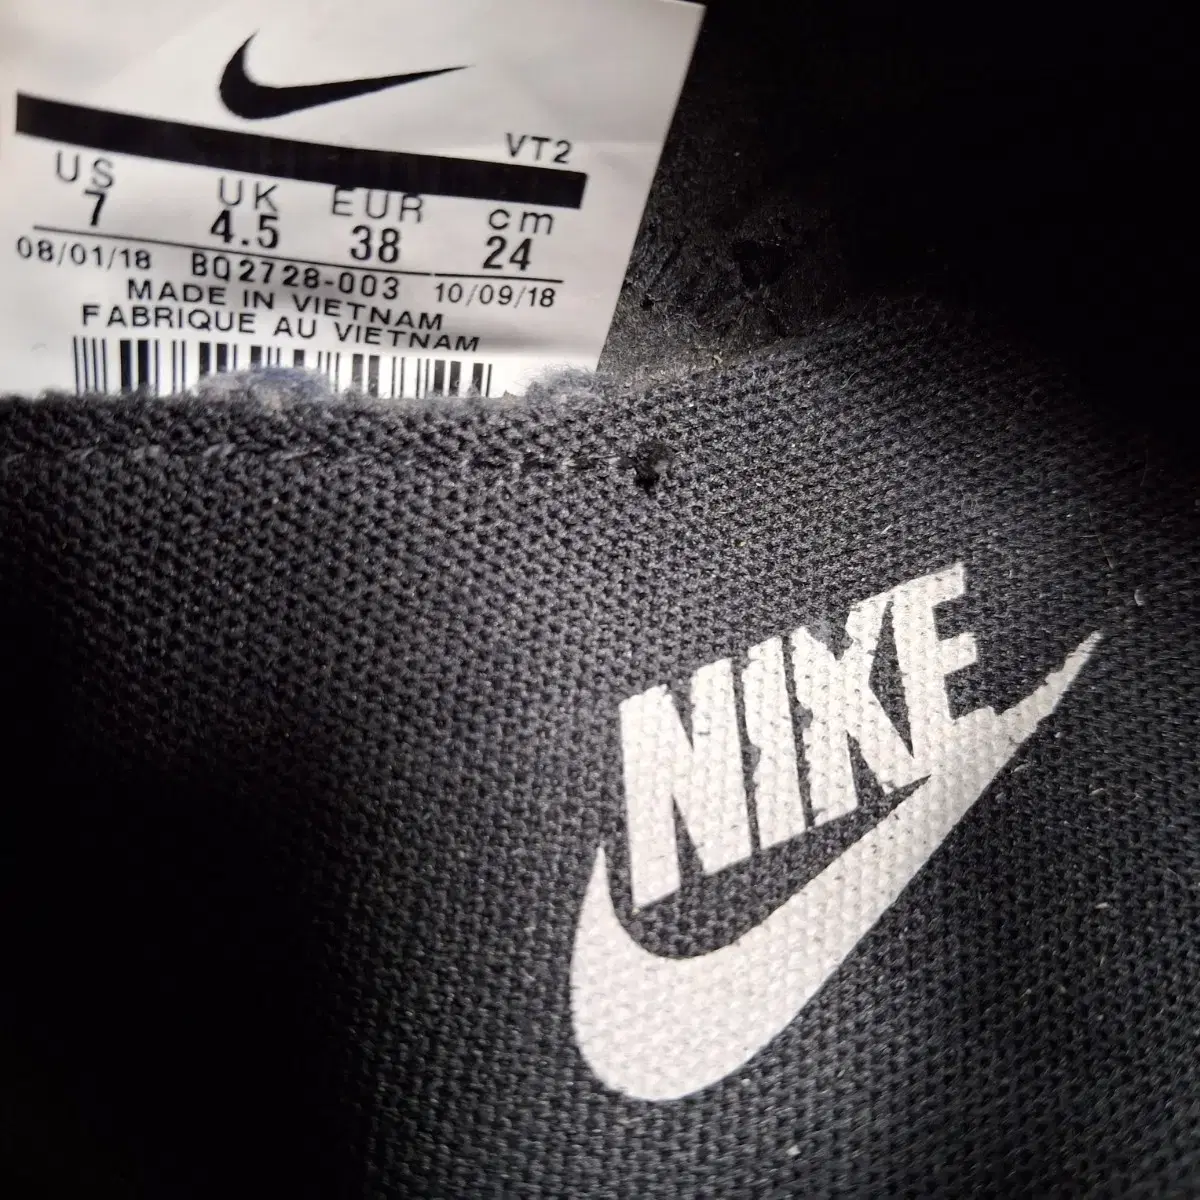 VT2
US UK EUR cm
7 4.5 38 24
08/01/18 BQ2728-003 10/09/18
MADE IN VIETNAM
FABRIQUE AU VIETNAM
NIKE